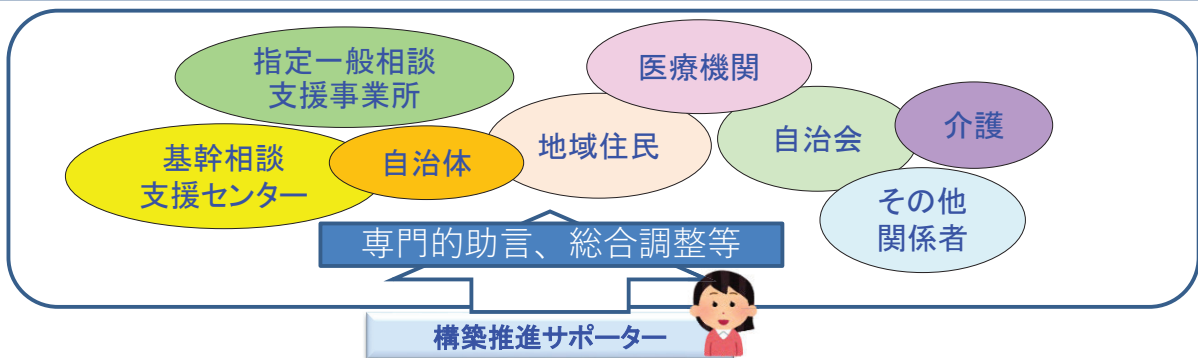 指定一般相談
支援事業所
医療機関
基幹相談
支援センター
自治体
地域住民
自治会
介護
その他
関係者
専門的助言、総合調整等
構築推進サポーター